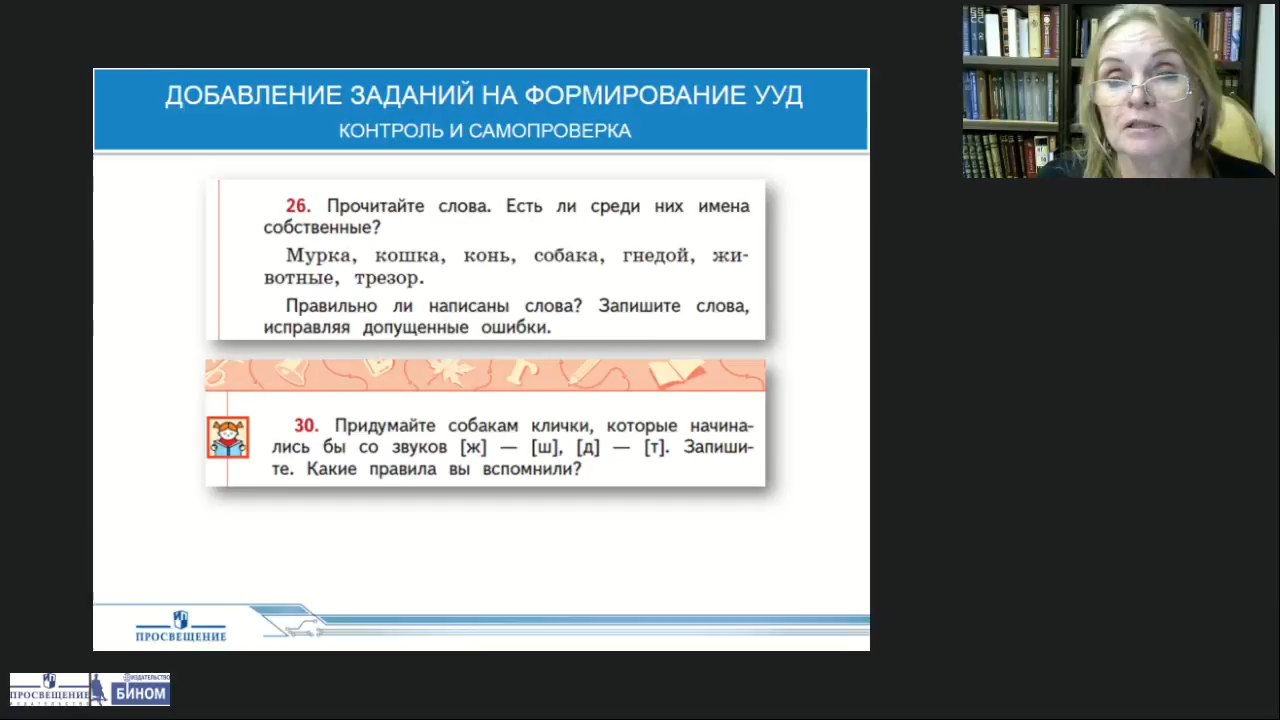 ДОБАВЛЕНИЕ ЗАДАНИЙ НА ФОРМИРОВАНИЕ УУД
КОНТРОЛЬ И САМОПРОВЕРКА
26. Прочитайте слова. Есть ли среди них имена
собственные?
Мурка, кошка, конь, собака, гнедой, жи-
вотные, трезор.
Правильно ли написаны слова? Запишите слова,
исправляя допущенные ошибки.
30. Придумайте собакам клички, которые начина-
лись бы со звуков [ж] — [ш], [д] — [т]. Запиши-
те. Какие правила вы вспомнили?
ПРОСВЕЩЕНИЕ
ПРОСВЕЩЕНИЕ
ИЗДАТЕЛЬСТВО
ИЗДАТЕЛЬСТВО
БИНОМ